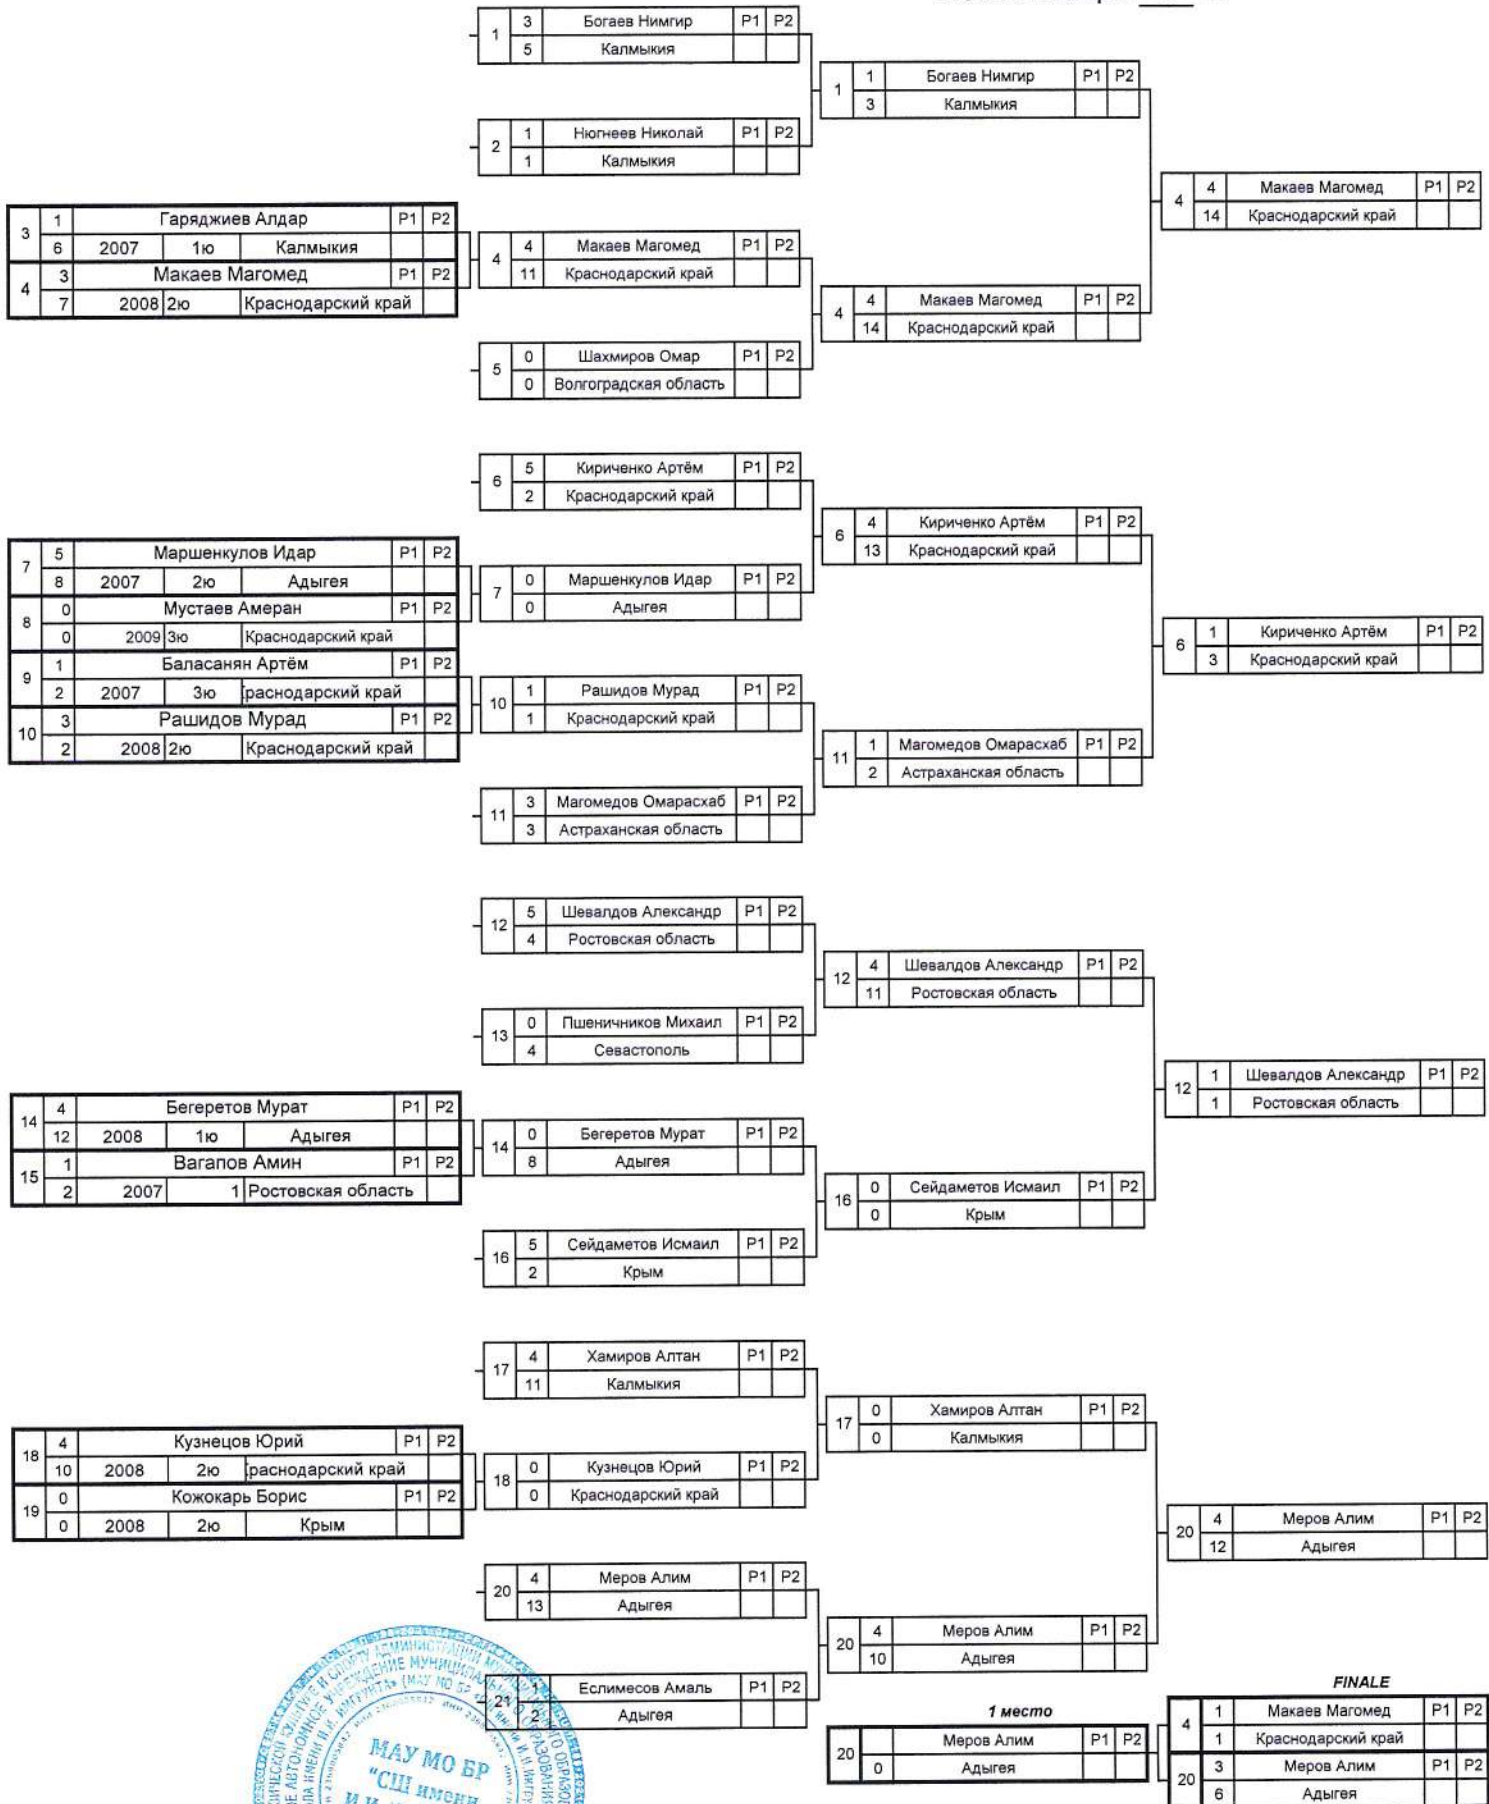 1 3 Богаев Нимгир P1 P2
5 Калмыкия
2 1 Нюгнеев Николай P1 P2
1 Калмыкия
1 1 Богаев Нимгир P1 P2
3 Калмыкия
3 1 Гаряджиев Алдар P1 P2
6 2007 1ю Калмыкия
4 3 Макаев Магомед P1 P2
7 2008 2ю Краснодарский край
4 4 Макаев Магомед P1 P2
11 Краснодарский край
5 0 Шахмиров Омар P1 P2
0 Волгоградская область
4 4 Макаев Магомед P1 P2
14 Краснодарский край
4 4 Макаев Магомед P1 P2
14 Краснодарский край
6 5 Кириченко Артём P1 P2
2 Краснодарский край
7 5 Маршенкулов Идар P1 P2
8 2007 2ю Адыгея
8 0 Мустаев Амеран P1 P2
0 2009 3ю Краснодарский край
9 1 Баласанян Артём P1 P2
2 2007 3ю раснодарский край
10 3 Рашидов Мурад P1 P2
2 2008 2ю Краснодарский край
7 0 Маршенкулов Идар P1 P2
0 Адыгея
10 1 Рашидов Мурад P1 P2
1 Краснодарский край
11 3 Магомедов Омарасхаб P1 P2
3 Астраханская область
6 4 Кириченко Артём P1 P2
13 Краснодарский край
11 1 Магомедов Омарасхаб P1 P2
2 Астраханская область
6 1 Кириченко Артём P1 P2
3 Краснодарский край
12 5 Шевалдов Александр P1 P2
4 Ростовская область
13 0 Пшеничников Михаил P1 P2
4 Севастополь
12 4 Шевалдов Александр P1 P2
11 Ростовская область
14 4 Бегеретов Мурат P1 P2
12 2008 1ю Адыгея
15 1 Вагапов Амин P1 P2
2 2007 1 Ростовская область
14 0 Бегеретов Мурат P1 P2
8 Адыгея
16 5 Сейдаметов Исмаил P1 P2
2 Крым
16 0 Сейдаметов Исмаил P1 P2
0 Крым
12 1 Шевалдов Александр P1 P2
1 Ростовская область
17 4 Хамиров Алтан P1 P2
11 Калмыкия
18 4 Кузнецов Юрий P1 P2
10 2008 2ю раснодарский край
19 0 Кожокарь Борис P1 P2
0 2008 2ю Крым
18 0 Кузнецов Юрий P1 P2
0 Краснодарский край
17 0 Хамиров Алтан P1 P2
0 Калмыкия
20 4 Меров Алим P1 P2
13 Адыгея
21 1 Еслимесов Амаль P1 P2
2 Адыгея
20 4 Меров Алим P1 P2
10 Адыгея
20 4 Меров Алим P1 P2
12 Адыгея
1 место
20 Меров Алим P1 P2
0 Адыгея
FINALE
4 1 Макаев Магомед P1 P2
1 Краснодарский край
20 3 Меров Алим P1 P2
6 Адыгея
МАУ МО БР
"СШ имени